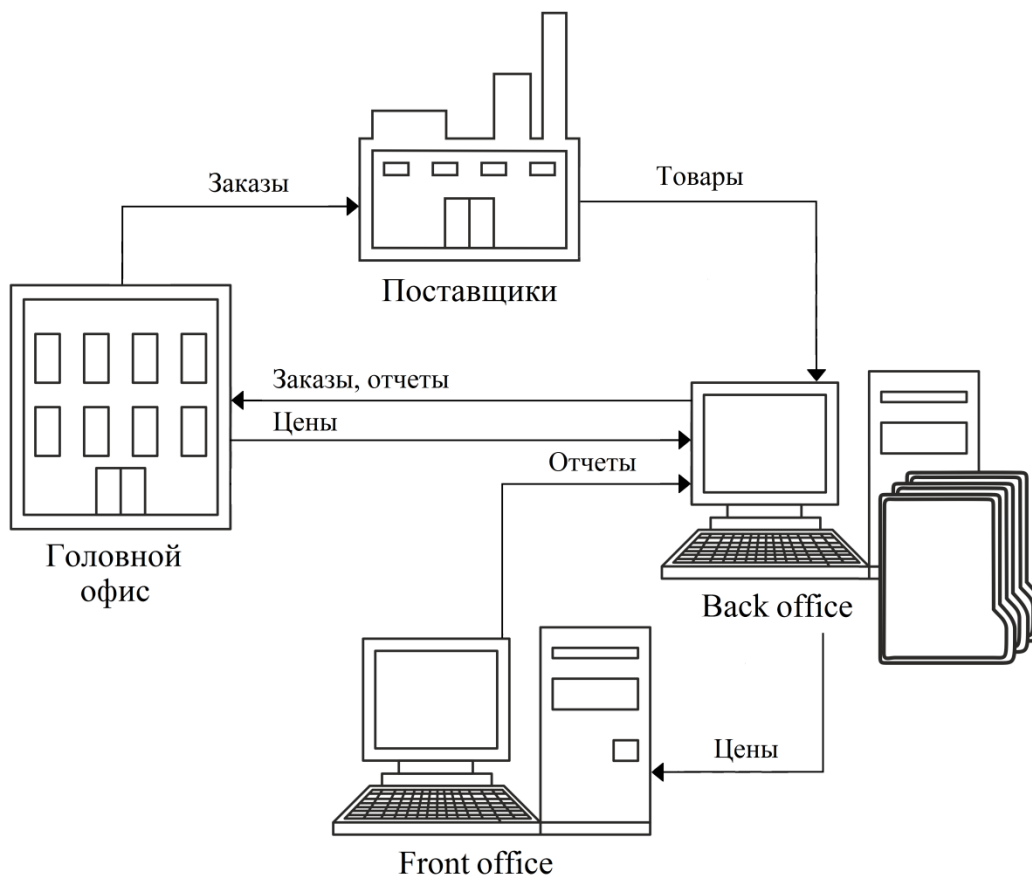 Заказы
Товары
Поставщики
Заказы, отчеты
Цены
Отчеты
Головной
офис
Back office
Цены
Front office